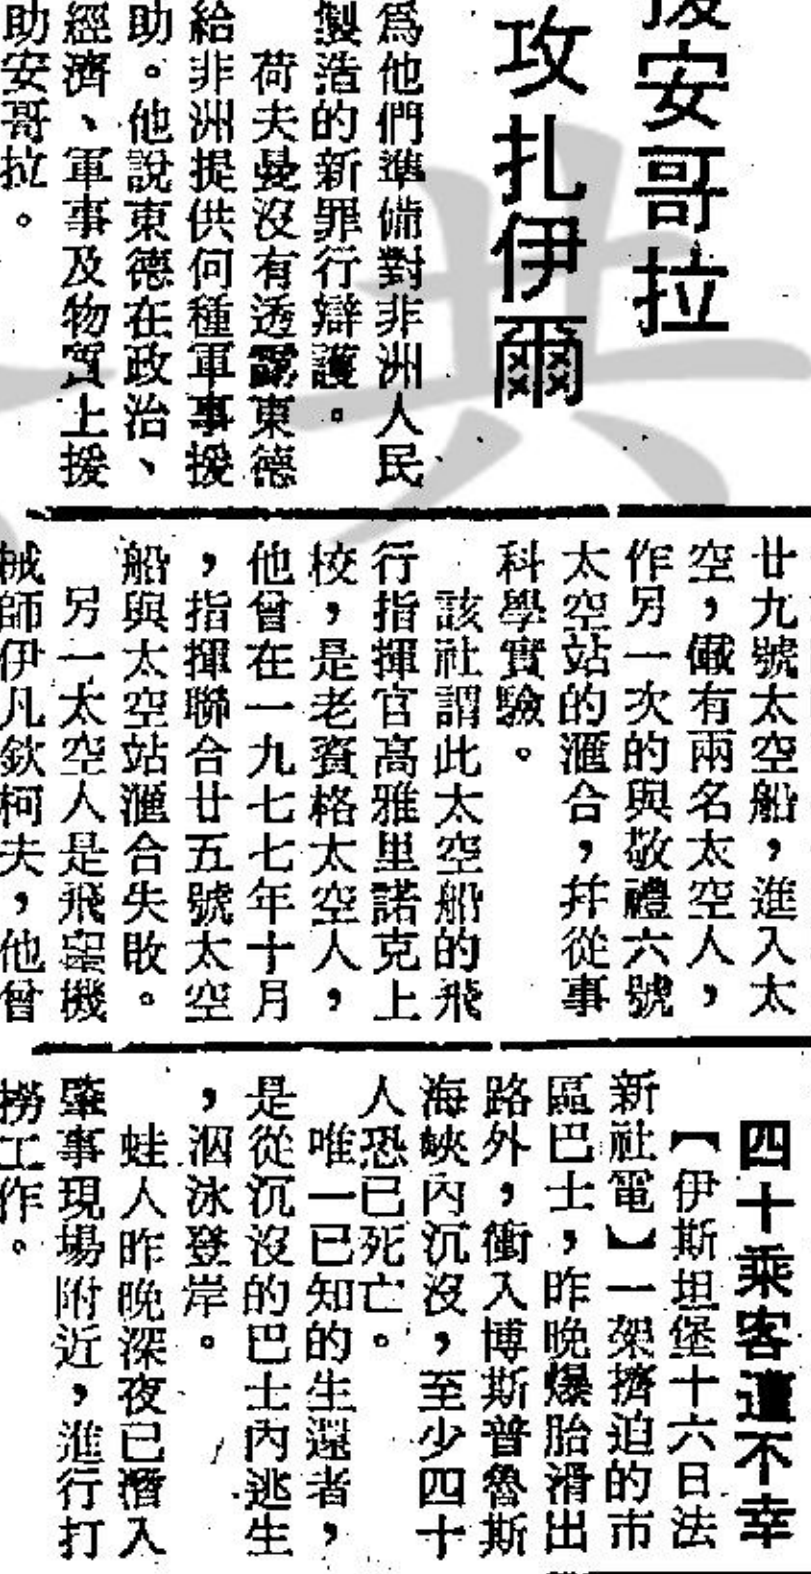 援安哥拉
攻扎伊爾
爲他們準備對非洲人民
製造的新罪行辯護。
荷夫曼沒有透露東德
給非洲提供何種軍事援
助。他說東德在政治、
經濟、軍事及物質上援
助安哥拉。
廿九號太空船，進入太
空，儎有兩名太空人，
作另一次的與敬禮六號
太空站的滙合，幷從事
科學實驗。
該社謂此太空船的飛
行指揮官高雅里諾克上
校，是老資格太空人，
他曾在一九七七年十月
，指揮聯合廿五號太空
船與太空站滙合失敗。
另一太空人是飛機
械師伊凡欽柯夫，他曾
四十乘客遭不幸
【伊斯坦堡十六日法
新社電】一架擠迫的市
區巴士，昨晚爆胎滑出
路外，衝入博斯普魯斯
海峽內沉沒，至少四十
人恐已死亡。
唯一已知的生還者，
是從沉沒的巴士內逃生
，泅泳登岸。
蛙人昨晚深夜已潛入
肇事現場附近，進行打
撈工作。